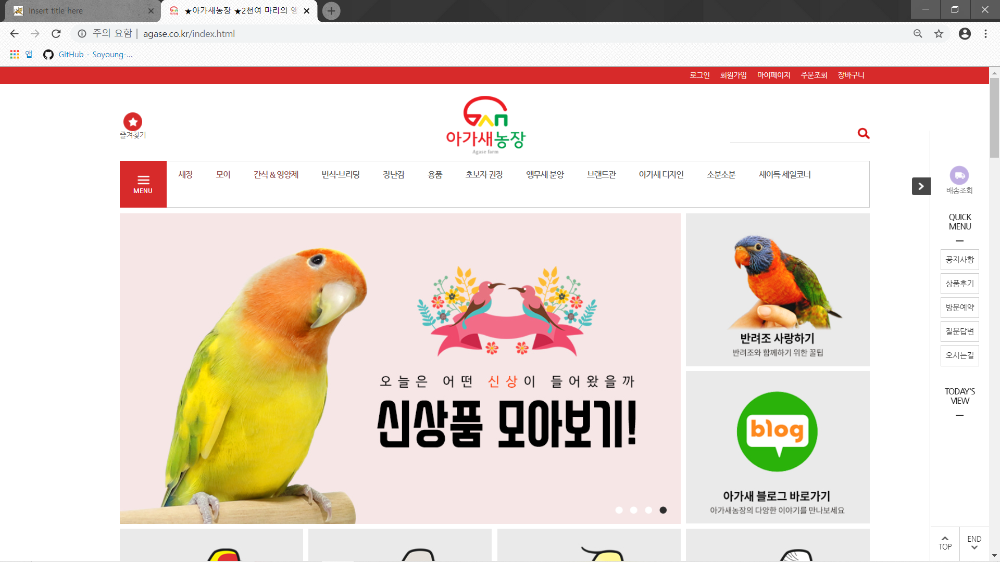 Insert title here
★아가새농장 ★2천여 마리의 앵
주의 요함 | agase.co.kr/index.html
앱
GitHub - Soyoung-...
로그인 회원가입 마이페이지 주문조회 장바구니
즐겨찾기
아가새농장
Agase farm
MENU
새장 모이 간식 & 영양제 번식-브리딩 장난감 용품 초보자 권장 앵무새 분양 브랜드관 아가새 디자인 소분소분 새이득 세일코너
오늘은 어떤 신상이 들어왔을까
신상품 모아보기!
반려조 사랑하기
반려조와 함께하기 위한 꿀팁
blog
아가새 블로그 바로가기
아가새농장의 다양한 이야기를 만나보세요
배송조회
QUICK
MENU
공지사항
상품후기
방문예약
질문답변
오시는길
TODAY'S
VIEW
TOP
END